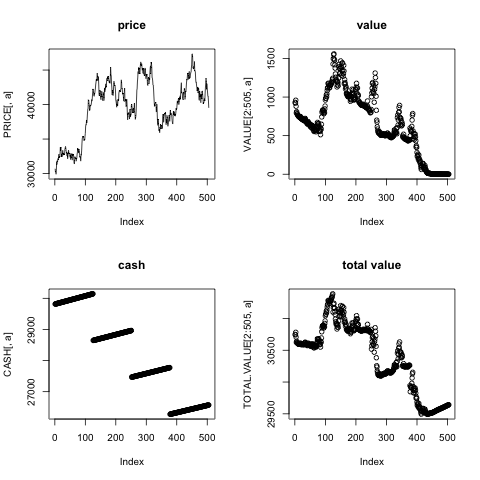 price
PRICE[, a]
30000
40000
0 100 200 300 400 500
Index
value
VALUE[2:505, a]
0
500
1000
1500
0 100 200 300 400 500
Index
cash
CASH[, a]
27000
29000
0 100 200 300 400 500
Index
total value
TOTAL.VALUE[2:505, a]
29500
30500
0 100 200 300 400 500
Index